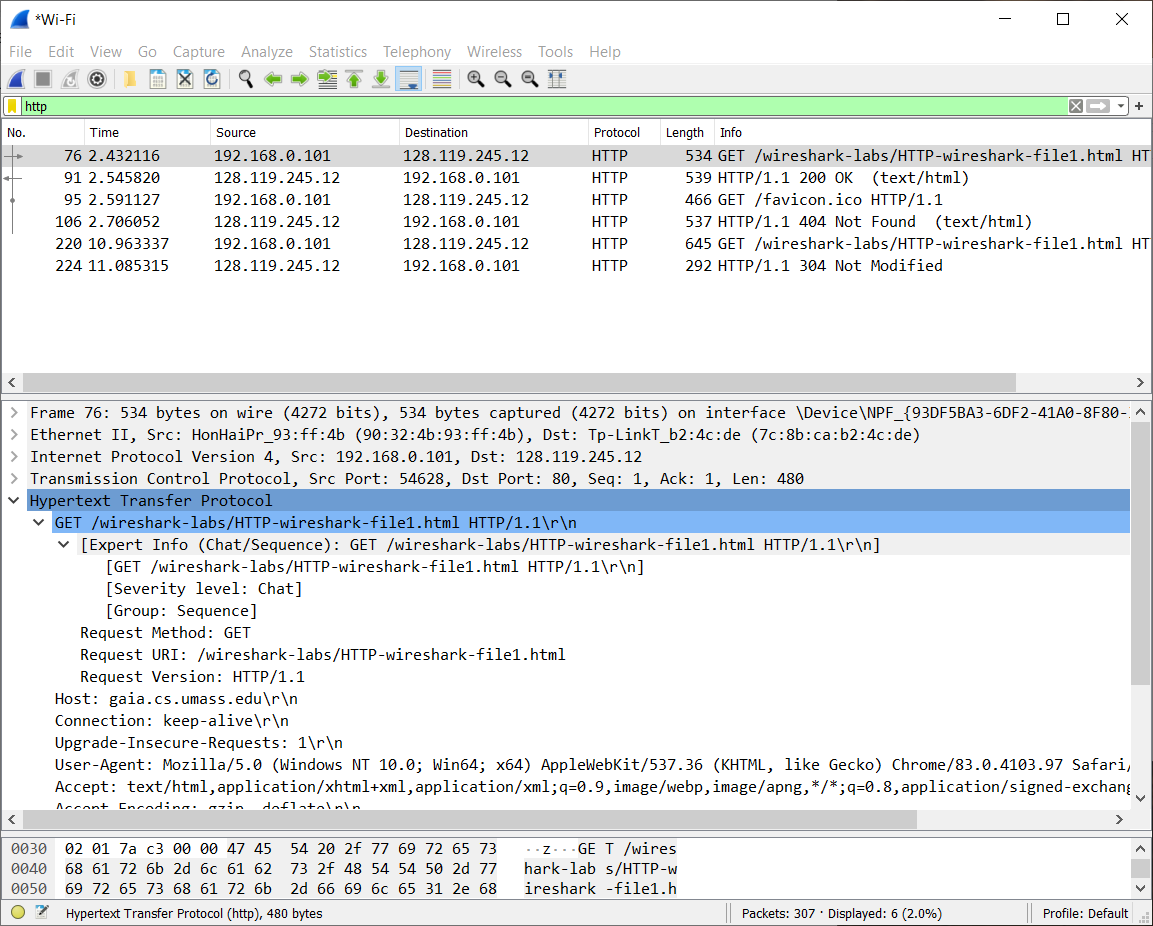 *Wi-Fi
File Edit View Go Capture Analyze Statistics Telephony Wireless Tools Help
http
No. Time Source Destination Protocol Length Info
76 2.432116 192.168.0.101 128.119.245.12 HTTP 534 GET /wireshark-labs/HTTP-wireshark-file1.html HT
91 2.545820 128.119.245.12 192.168.0.101 HTTP 539 HTTP/1.1 200 OK  (text/html)
95 2.591127 192.168.0.101 128.119.245.12 HTTP 466 GET /favicon.ico HTTP/1.1
106 2.706052 128.119.245.12 192.168.0.101 HTTP 537 HTTP/1.1 404 Not Found  (text/html)
220 10.963337 192.168.0.101 128.119.245.12 HTTP 645 GET /wireshark-labs/HTTP-wireshark-file1.html HT
224 11.085315 128.119.245.12 192.168.0.101 HTTP 292 HTTP/1.1 304 Not Modified
Frame 76: 534 bytes on wire (4272 bits), 534 bytes captured (4272 bits) on interface \Device\NPF_{93DF5BA3-6DF2-41A0-8F80-
Ethernet II, Src: HonHaiPr_93:ff:4b (90:32:4b:93:ff:4b), Dst: Tp-LinkT_b2:4c:de (7c:8b:ca:b2:4c:de)
Internet Protocol Version 4, Src: 192.168.0.101, Dst: 128.119.245.12
Transmission Control Protocol, Src Port: 54628, Dst Port: 80, Seq: 1, Ack: 1, Len: 480
Hypertext Transfer Protocol
GET /wireshark-labs/HTTP-wireshark-file1.html HTTP/1.1\r\n
[Expert Info (Chat/Sequence): GET /wireshark-labs/HTTP-wireshark-file1.html HTTP/1.1\r\n]
[GET /wireshark-labs/HTTP-wireshark-file1.html HTTP/1.1\r\n]
[Severity level: Chat]
[Group: Sequence]
Request Method: GET
Request URI: /wireshark-labs/HTTP-wireshark-file1.html
Request Version: HTTP/1.1
Host: gaia.cs.umass.edu\r\n
Connection: keep-alive\r\n
Upgrade-Insecure-Requests: 1\r\n
User-Agent: Mozilla/5.0 (Windows NT 10.0; Win64; x64) AppleWebKit/537.36 (KHTML, like Gecko) Chrome/83.0.4103.97 Safari/
Accept: text/html,application/xhtml+xml,application/xml;q=0.9,image/webp,image/apng,*/*;q=0.8,application/signed-exchang
Accept-Encoding: gzip, deflate\r\n
0030 02 01 7a c3 00 00 47 45 54 20 2f 77 69 72 65 73 ··z···GE T /wires
0040 68 61 72 6b 2d 6c 61 62 73 2f 48 54 54 50 2d 77 hark-lab s/HTTP-w
0050 69 72 65 73 68 61 72 6b 2d 66 69 6c 65 31 2e 68 ireshark -file1.h
Hypertext Transfer Protocol (http), 480 bytes Packets: 307 · Displayed: 6 (2.0%) Profile: Default